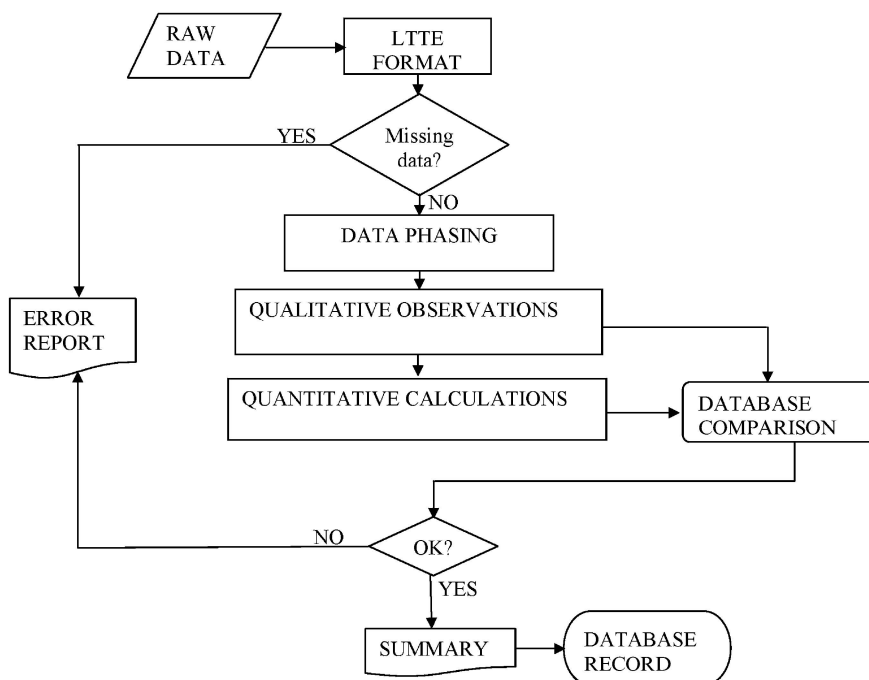 RAW
DATA
LTTE
FORMAT
YES
Missing
data?
NO
DATA PHASING
QUALITATIVE OBSERVATIONS
ERROR
REPORT
QUANTITATIVE CALCULATIONS
DATABASE
COMPARISON
NO
OK?
YES
SUMMARY
DATABASE
RECORD